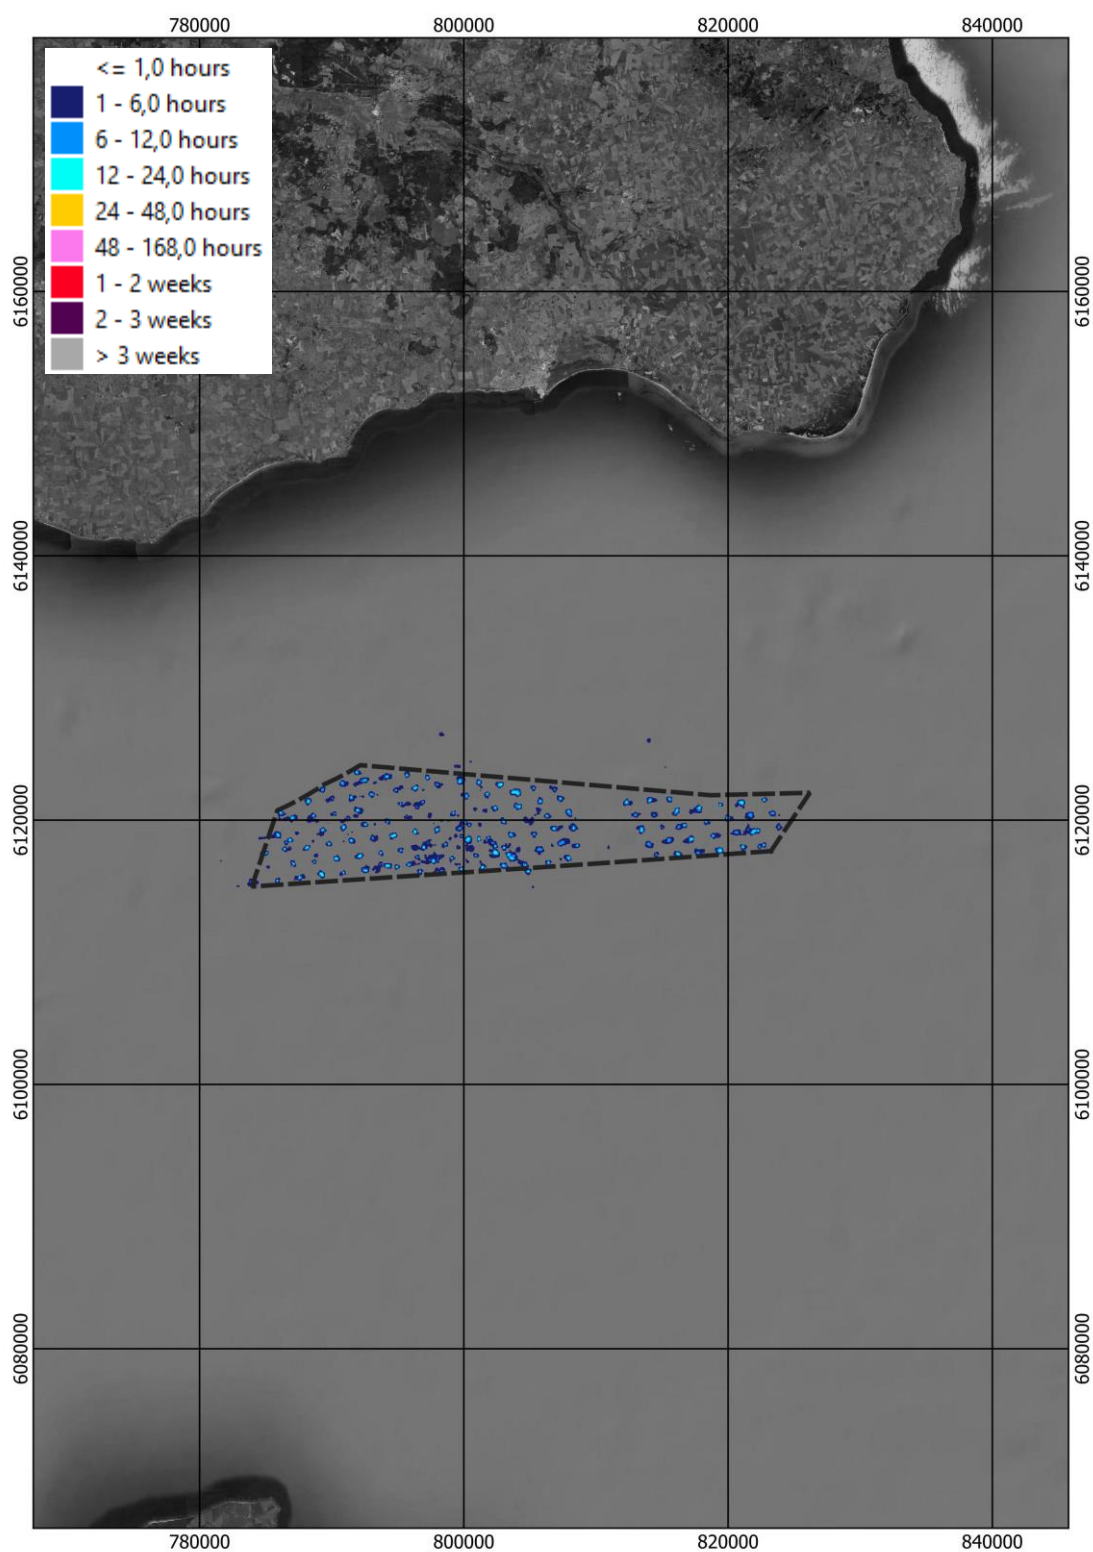 780000 800000 820000 840000
<= 1,0 hours
1 - 6,0 hours
6 - 12,0 hours
12 - 24,0 hours
24 - 48,0 hours
48 - 168,0 hours
1 - 2 weeks
2 - 3 weeks
> 3 weeks
6160000 6160000
6140000 6140000
6120000 6120000
6100000 6100000
6080000 6080000
780000 800000 820000 840000